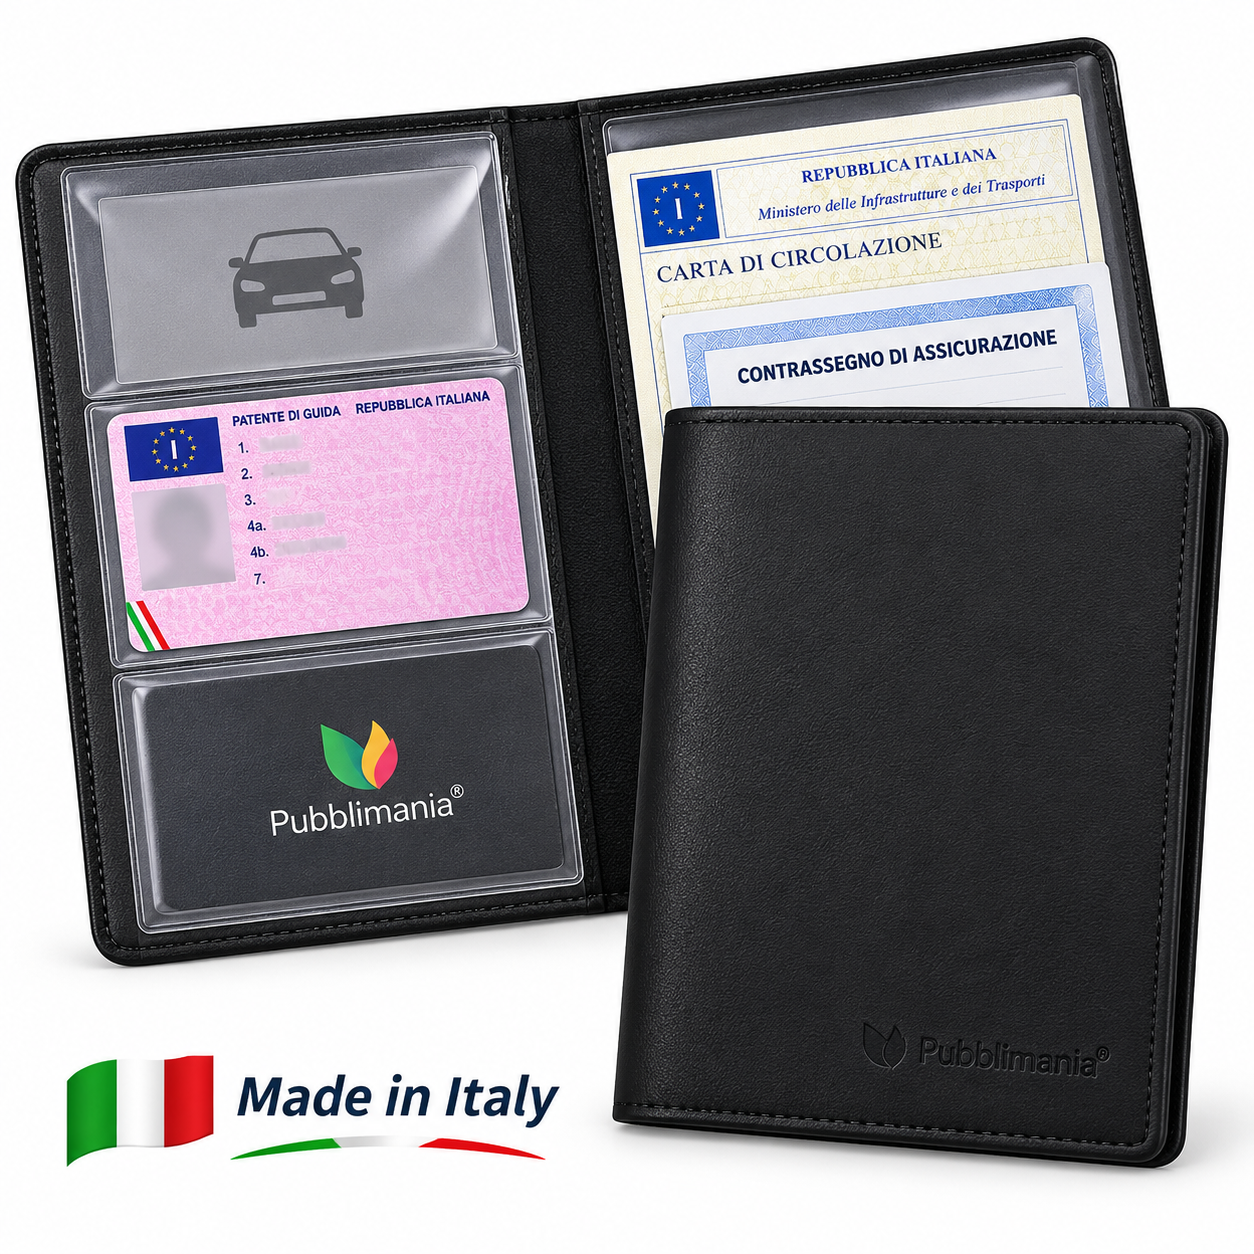 REPUBBLICA ITALIANA
Ministero delle Infrastrutture e dei Trasporti
I
CARTA DI CIRCOLAZIONE
CONTRASSEGNO DI ASSICURAZIONE
PATENTE DI GUIDA REPUBBLICA ITALIANA
I
1.
2.
3.
4a.
4b.
7.
Pubblimania®
Pubblimania®
Made in Italy